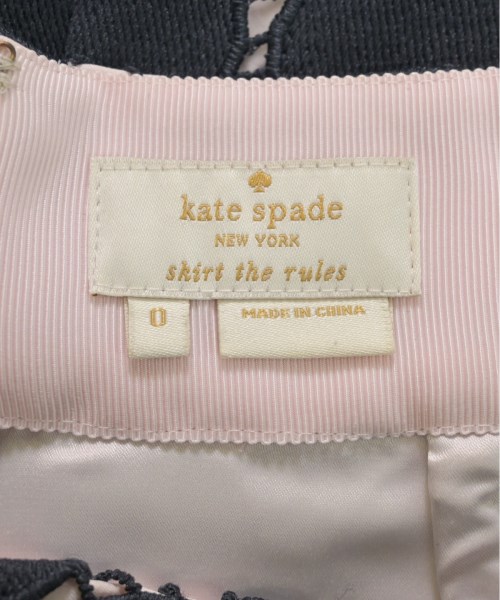 kate spade
NEW YORK
skirt the rules
0
MADE IN CHINA